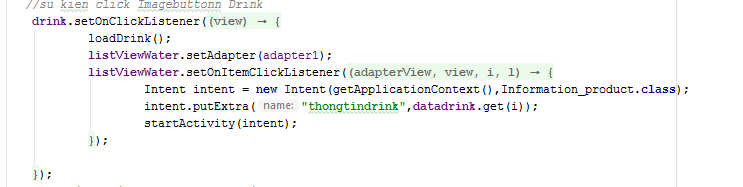 //su kien click Imagebuttonn Drink
drink.setOnClickListener((view) → {
loadDrink();
listViewWater.setAdapter(adapter1);
listViewWater.setOnItemClickListener((adapterView, view, i, l) → {
Intent intent = new Intent(getApplicationContext(),Information_product.class);
intent.putExtra( name: "thongtindrink",datadrink.get(i));
startActivity(intent);
});
});